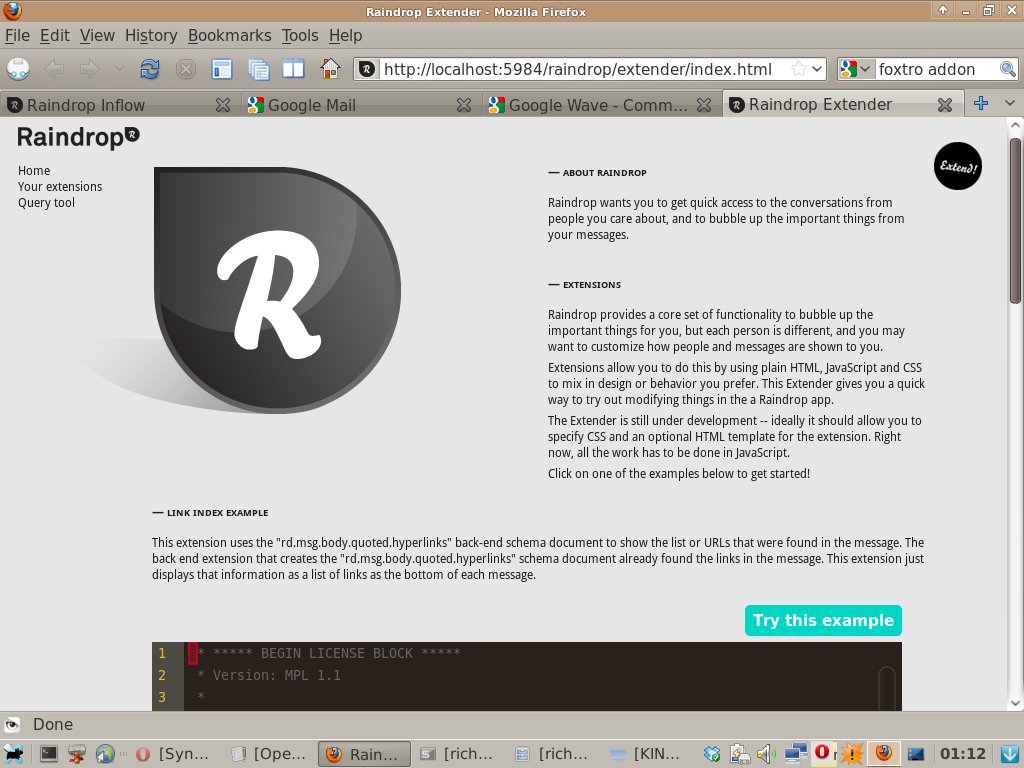 Raindrop Extender - Mozilla Firefox
File Edit View History Bookmarks Tools Help
http://localhost:5984/raindrop/extender/index.html
foxtro addon
Raindrop Inflow
Google Mail
Google Wave - Comm...
Raindrop Extender
Raindrop R
Home
Your extensions
Query tool
R
Extend!
— ABOUT RAINDROP
Raindrop wants you to get quick access to the conversations from
people you care about, and to bubble up the important things from
your messages.
— EXTENSIONS
Raindrop provides a core set of functionality to bubble up the
important things for you, but each person is different, and you may
want to customize how people and messages are shown to you.
Extensions allow you to do this by using plain HTML, JavaScript and CSS
to mix in design or behavior you prefer. This Extender gives you a quick
way to try out modifying things in the a Raindrop app.
The Extender is still under development -- ideally it should allow you to
specify CSS and an optional HTML template for the extension. Right
now, all the work has to be done in JavaScript.
Click on one of the examples below to get started!
— LINK INDEX EXAMPLE
This extension uses the "rd.msg.body.quoted.hyperlinks" back-end schema document to show the list or URLs that were found in the message. The
back end extension that creates the "rd.msg.body.quoted.hyperlinks" schema document already found the links in the message. This extension just
displays that information as a list of links as the bottom of each message.
Try this example
1 * ***** BEGIN LICENSE BLOCK *****
2 * Version: MPL 1.1
3 *
Done
[Syn...
[Ope...
Rain...
[rich...
[rich...
[KIN...
01:12